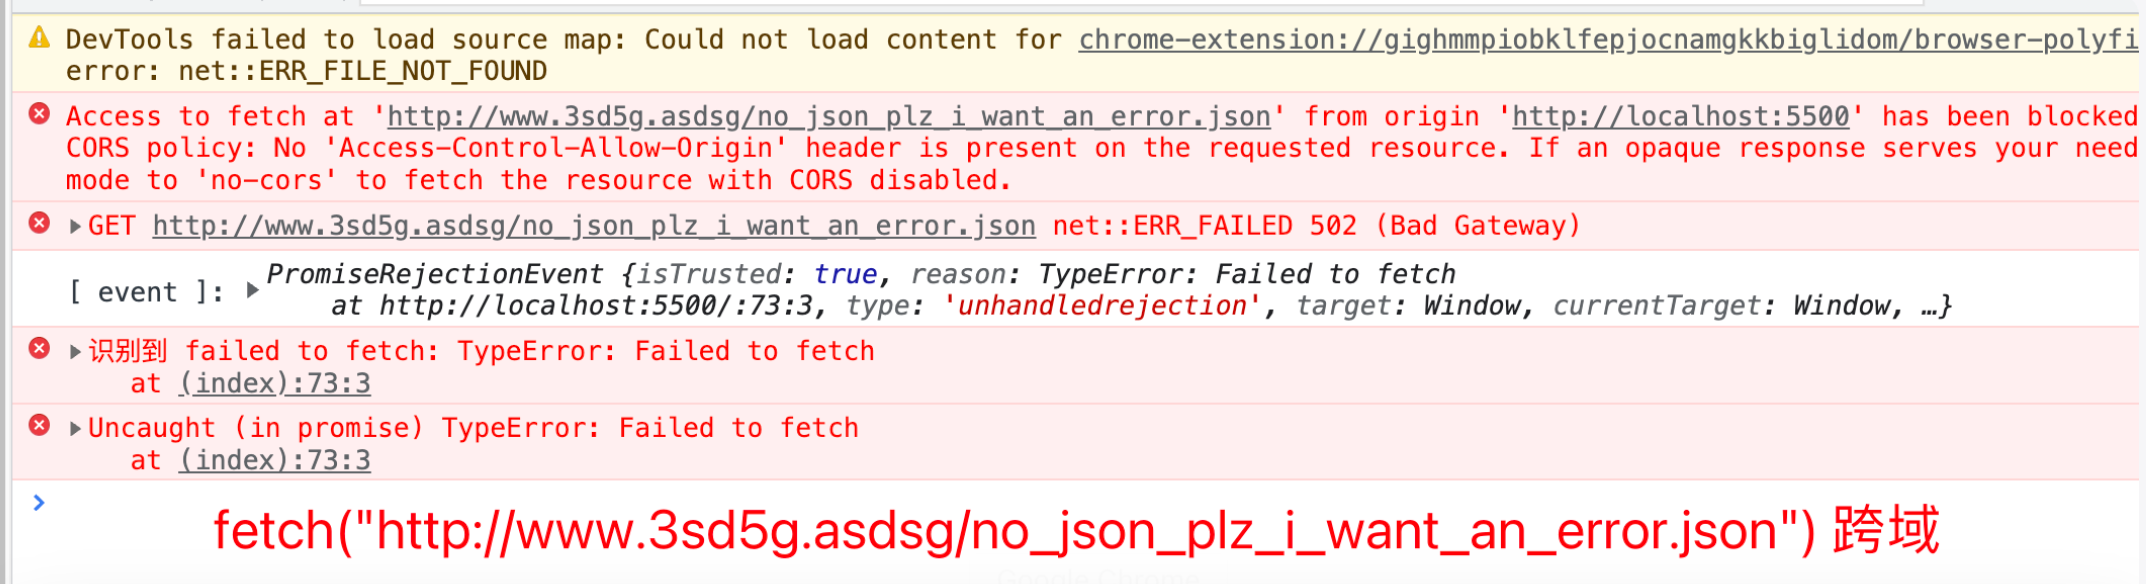 DevTools failed to load source map: Could not load content for chrome-extension://gighmmpiobklfepjocnamgkkbiglidom/browser-polyfi
error: net::ERR_FILE_NOT_FOUND
Access to fetch at 'http://www.3sd5g.asdsg/no_json_plz_i_want_an_error.json' from origin 'http://localhost:5500' has been blocked
CORS policy: No 'Access-Control-Allow-Origin' header is present on the requested resource. If an opaque response serves your need
mode to 'no-cors' to fetch the resource with CORS disabled.
GET http://www.3sd5g.asdsg/no_json_plz_i_want_an_error.json net::ERR_FAILED 502 (Bad Gateway)
[ event ]: PromiseRejectionEvent {isTrusted: true, reason: TypeError: Failed to fetch
at http://localhost:5500/:73:3, type: 'unhandledrejection', target: Window, currentTarget: Window, …}
识别到 failed to fetch: TypeError: Failed to fetch
at (index):73:3
Uncaught (in promise) TypeError: Failed to fetch
at (index):73:3
fetch("http://www.3sd5g.asdsg/no_json_plz_i_want_an_error.json") 跨域
Google Chrome